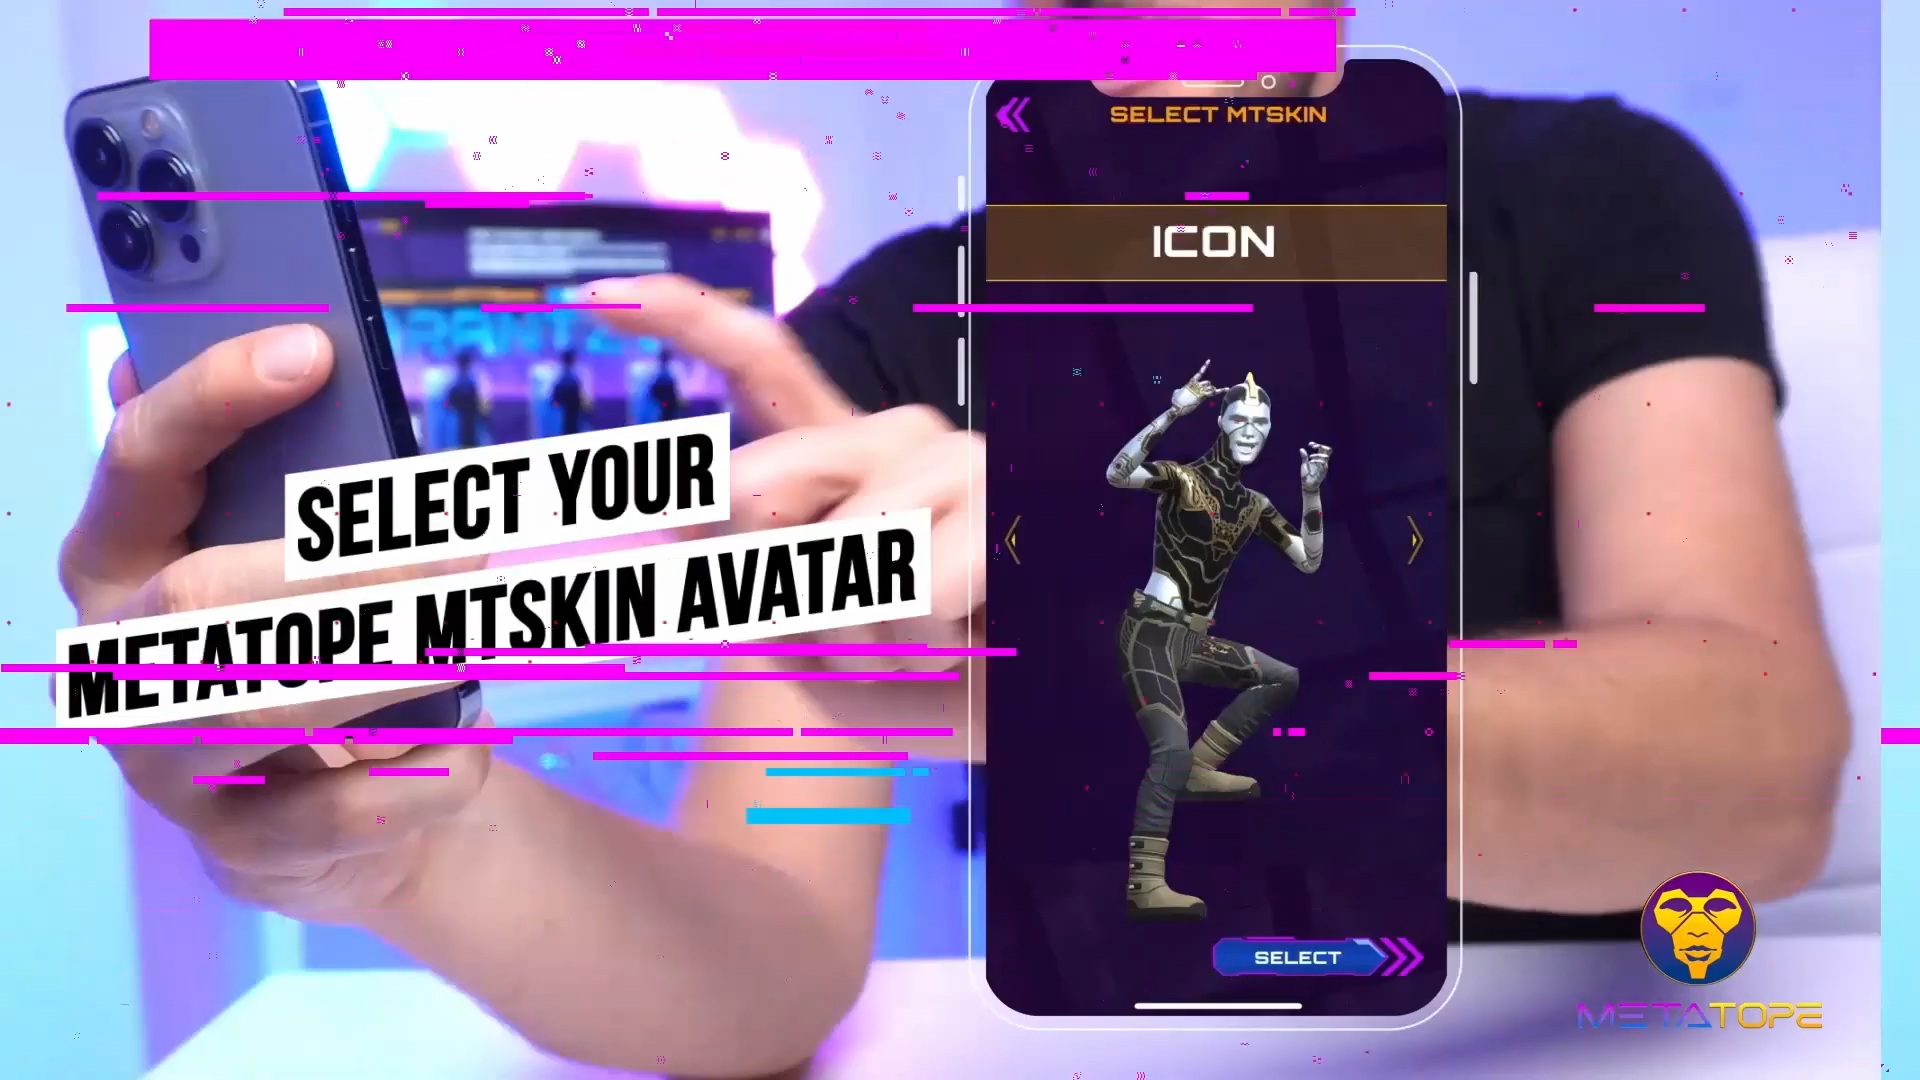 SELECT MTSKIN
ICON
SELECT YOUR
METATOPE MTSKIN AVATAR
SELECT
METATOPE